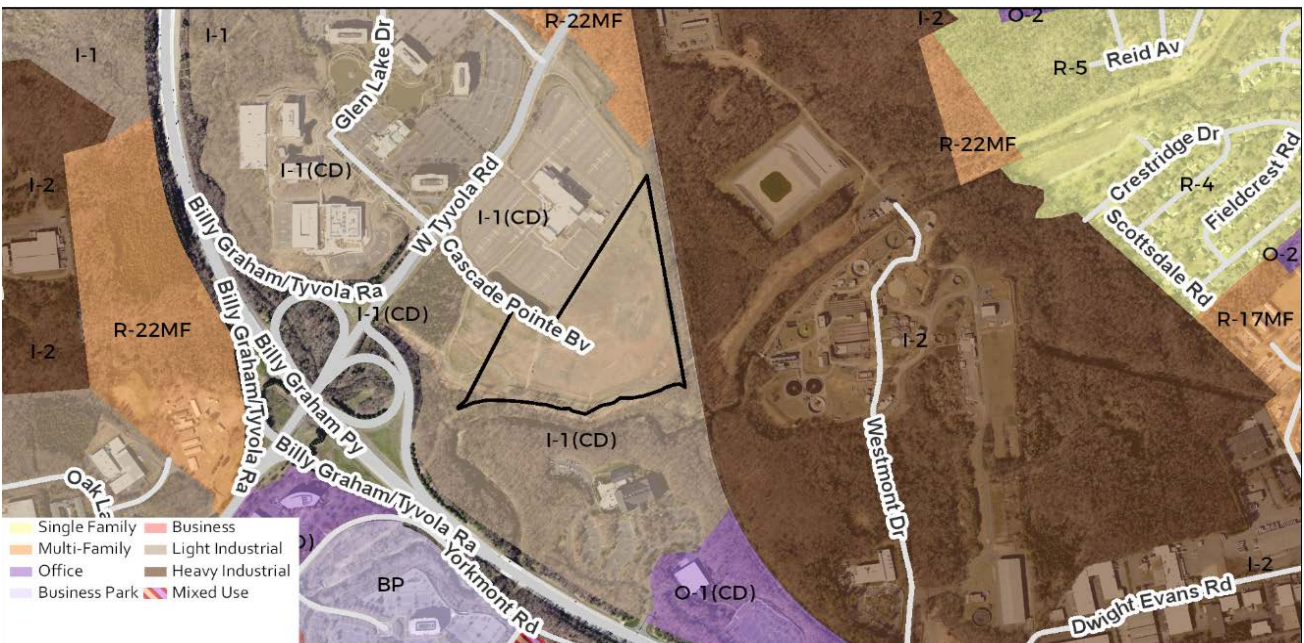 I-1
I-1
Glen Lake Dr
R-22MF
I-2
O-2
R-5
Reid Av
R-22MF
Crestridge Dr
R-4
Fieldcrest Rd
Scottsdale Rd
O-2
R-17MF
I-2
I-1(CD)
W Tyvola Rd
I-1(CD)
Billy Graham/Tyvola Ra
Cascade Pointe Bv
I-1(CD)
R-22MF
I-2
Billy Graham Py
Billy Graham/Tyvola Ra
I-2
Westmont Dr
I-1(CD)
Billy Graham/Tyvola Ra
Yorkmont Rd
BP
O-1(CD)
I-2
Dwight Evans Rd
Single Family
Business
Multi-Family
Light Industrial
Office
Heavy Industrial
Business Park
Mixed Use